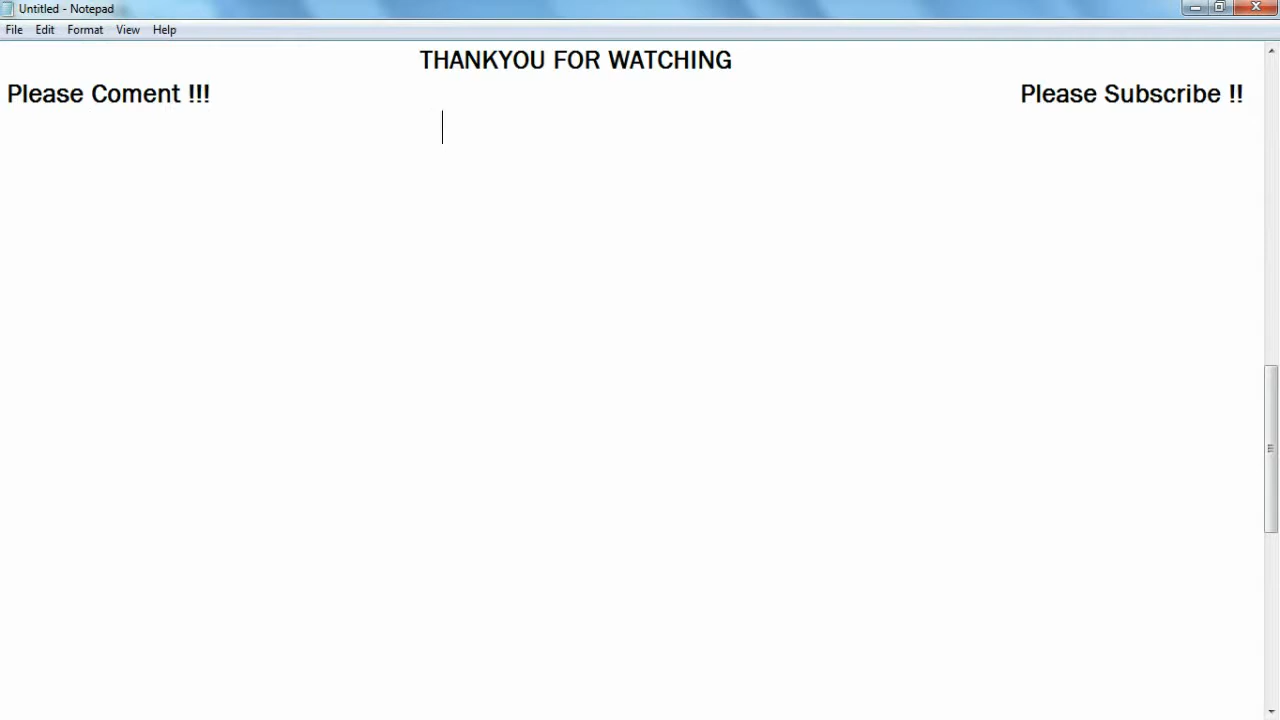 Untitled - Notepad
File Edit Format View Help
THANKYOU FOR WATCHING
Please Coment !!! Please Subscribe !!